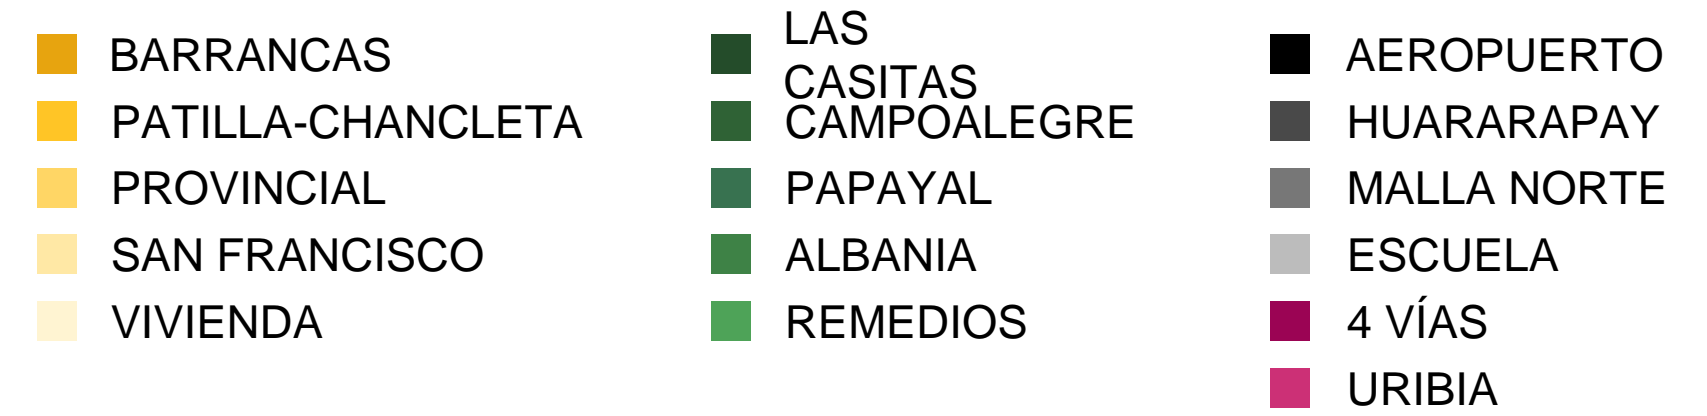 BARRANCAS
PATILLA-CHANCLETA
PROVINCIAL
SAN FRANCISCO
VIVIENDA
LAS
CASITAS
CAMPOALEGRE
PAPAYAL
ALBANIA
REMEDIOS
AEROPUERTO
HUARARAPAY
MALLA NORTE
ESCUELA
4 VÍAS
URIBIA